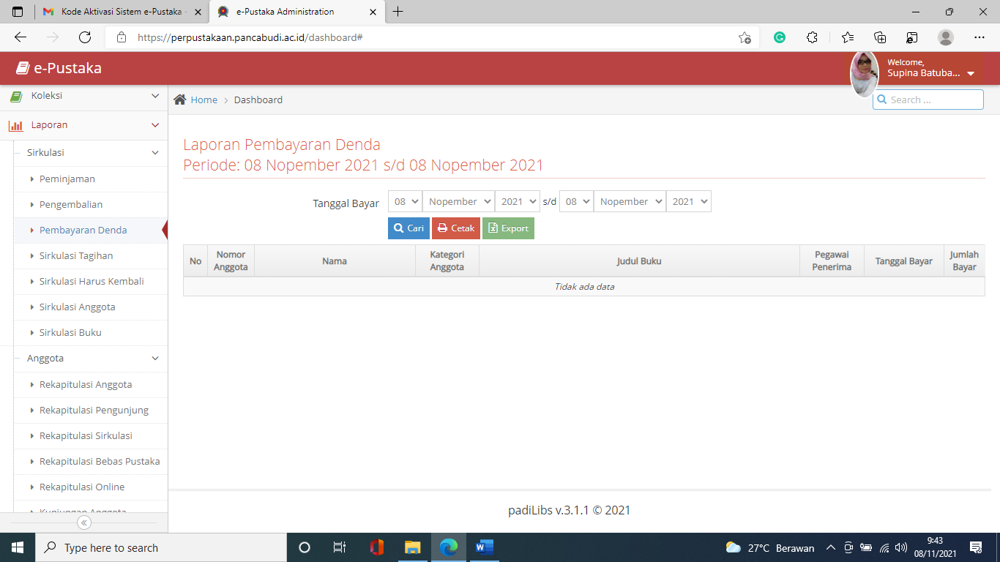 Kode Aktivasi Sistem e-Pustaka -
e-Pustaka Administration
https://perpustakaan.pancabudi.ac.id/dashboard#
e-Pustaka
Welcome,
Supina Batuba...
Koleksi
Laporan
Sirkulasi
Peminjaman
Pengembalian
Pembayaran Denda
Sirkulasi Tagihan
Sirkulasi Harus Kembali
Sirkulasi Anggota
Sirkulasi Buku
Anggota
Rekapitulasi Anggota
Rekapitulasi Pengunjung
Rekapitulasi Sirkulasi
Rekapitulasi Bebas Pustaka
Rekapitulasi Online
Kunjungan Anggota
Home > Dashboard
Search ...
Laporan Pembayaran Denda
Periode: 08 Nopember 2021 s/d 08 Nopember 2021
Tanggal Bayar 08 Nopember 2021 s/d 08 Nopember 2021
Cari Cetak Export
No Nomor Anggota Nama Kategori Anggota Judul Buku Pegawai Penerima Tanggal Bayar Jumlah Bayar
Tidak ada data
padiLibs v.3.1.1 © 2021
Type here to search
27°C Berawan
9:43
08/11/2021